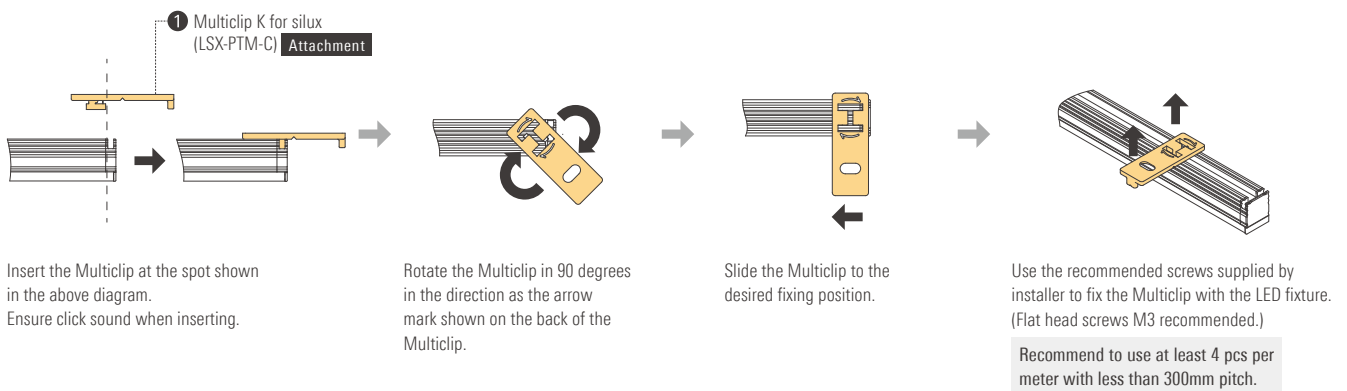 1 Multiclip K for silux
(LSX-PTM-C) Attachment
Insert the Multiclip at the spot shown
in the above diagram.
Ensure click sound when inserting.
Rotate the Multiclip in 90 degrees
in the direction as the arrow
mark shown on the back of the
Multiclip.
Slide the Multiclip to the
desired fixing position.
Use the recommended screws supplied by
installer to fix the Multiclip with the LED fixture.
(Flat head screws M3 recommended.)
Recommend to use at least 4 pcs per
meter with less than 300mm pitch.